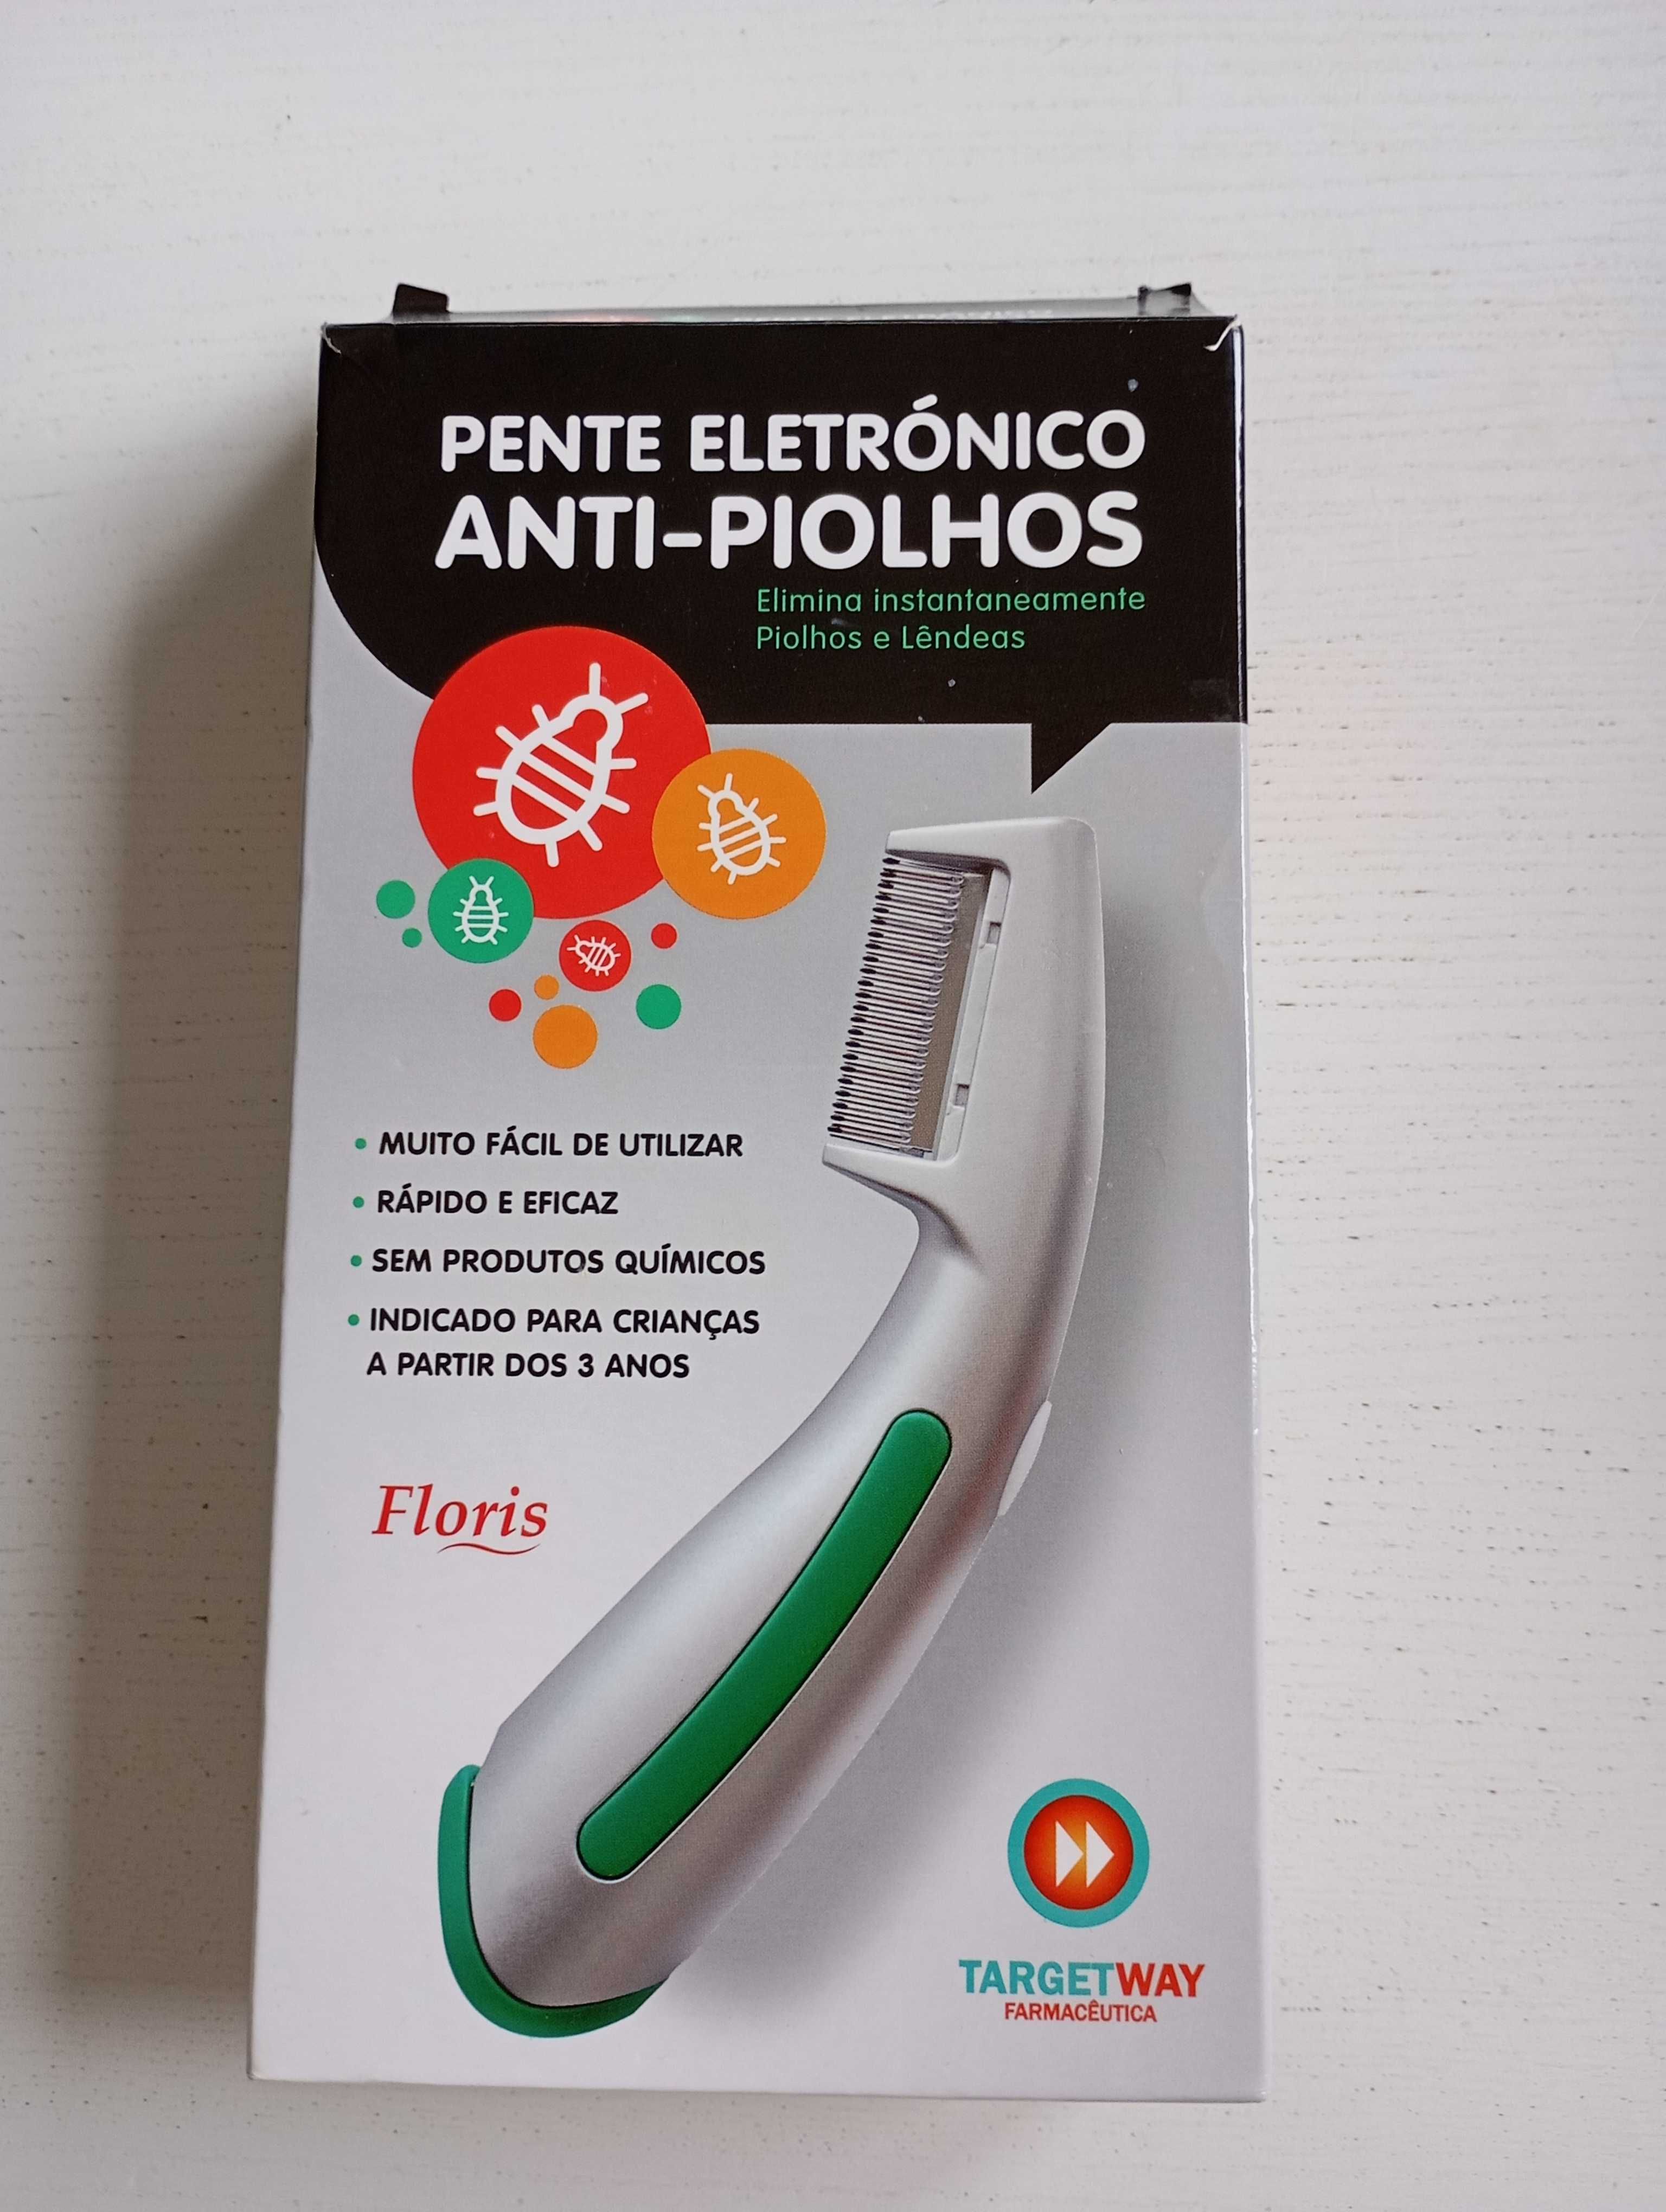 PENTE ELETRÓNICO
ANTI-PIOLHOS
Elimina instantaneamente
Piolhos e Lêndeas
• MUITO FÁCIL DE UTILIZAR
• RÁPIDO E EFICAZ
• SEM PRODUTOS QUÍMICOS
• INDICADO PARA CRIANÇAS
A PARTIR DOS 3 ANOS
Floris
TARGETWAY
FARMACÊUTICA